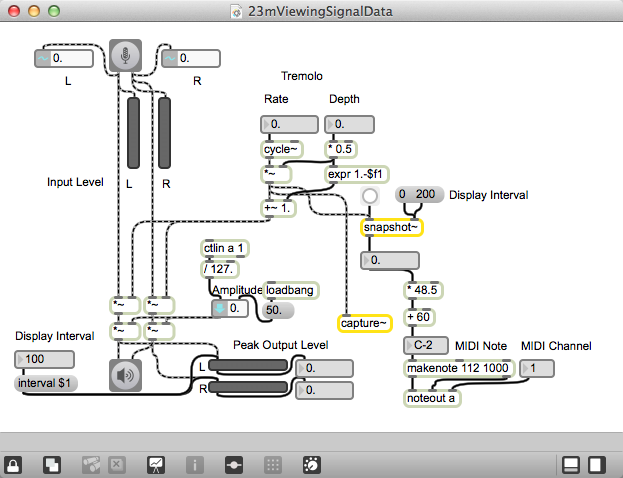 23mViewingSignalData
0.
0.
L
R
Tremolo
Rate
Depth
0.
0.
cycle~
* 0.5
*~
expr 1.-$f1
Input Level
L
R
0 200
Display Interval
+~ 1.
snapshot~
ctlin a 1
/ 127.
0.
Amplitude
loadbang
* 48.5
*~
*~
0.
50.
+ 60
*~
*~
capture~
Display Interval
Peak Output Level
C-2
MIDI Note
MIDI Channel
100
L
0.
makenote 112 1000
1
interval $1
R
0.
noteout a